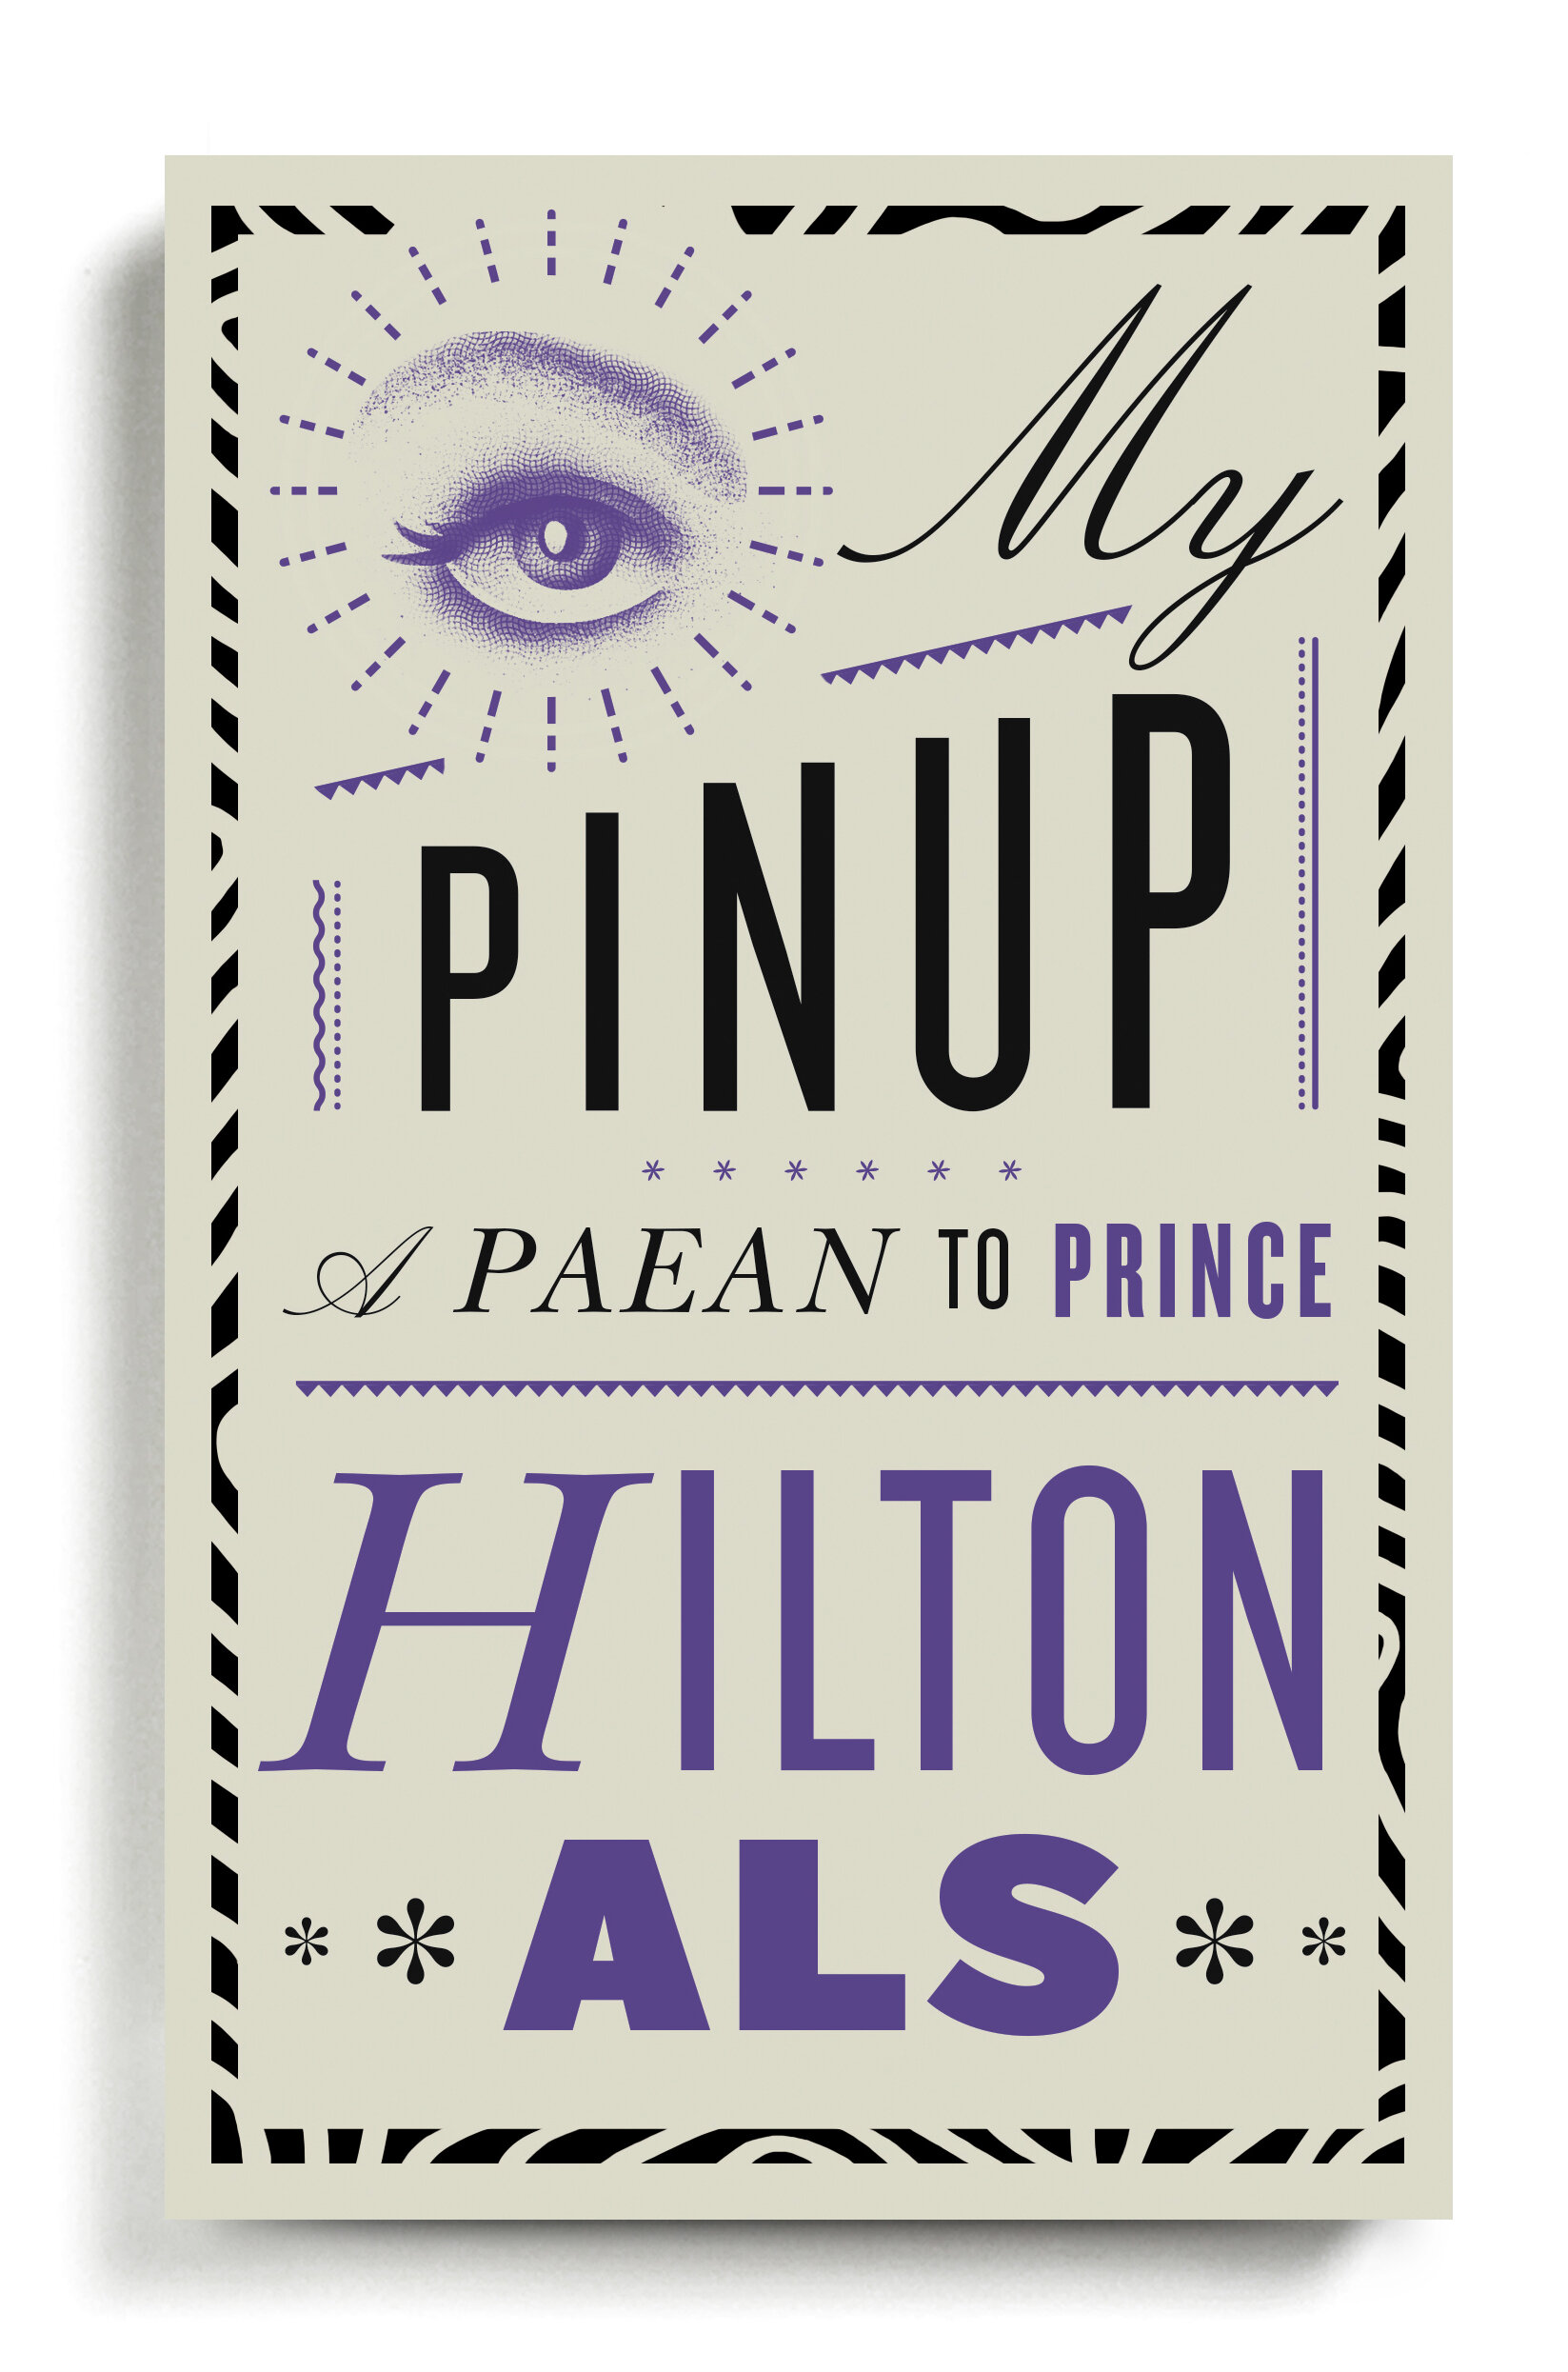 My
PINUP
* * * * * *
A PAEAN TO PRINCE
HILTON
* * ALS * *